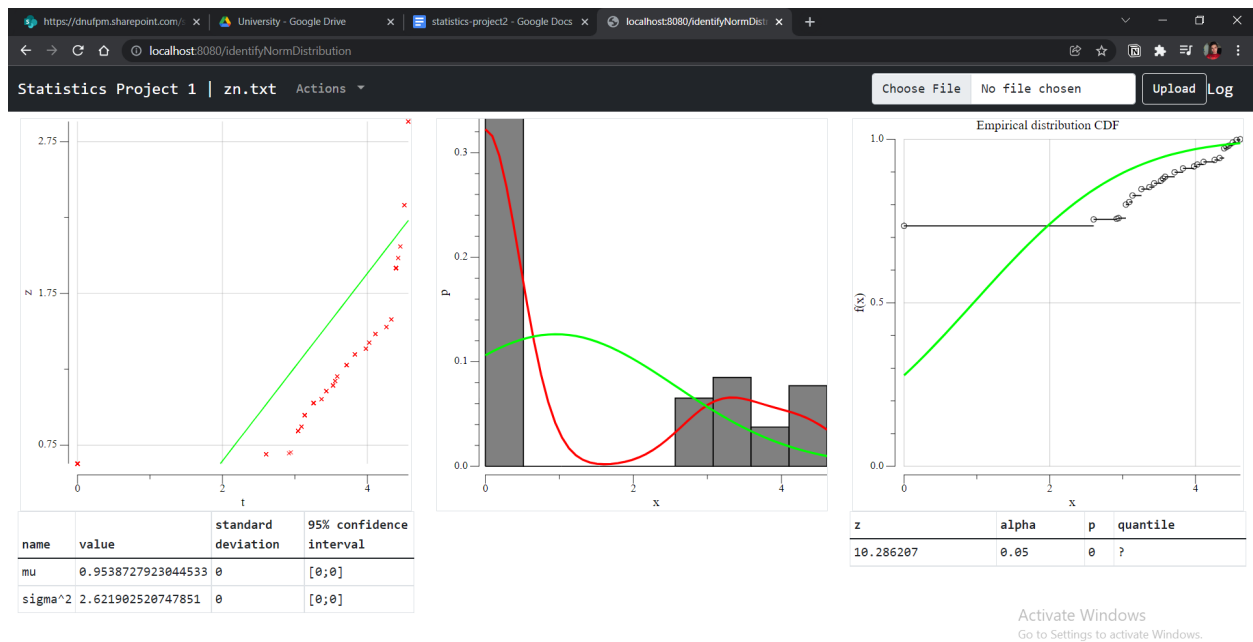 https://dnufpm.sharepoint.com/s
University - Google Drive
statistics-project2 - Google Docs
localhost:8080/identifyNormDistri
localhost:8080/identifyNormDistribution
Statistics Project 1 | zn.txt Actions
Choose File No file chosen Upload Log
2.75
1.75
0.75
z
0 2 4
t
0.3
0.2
0.1
0.0
p
0 2 4
x
Empirical distribution CDF
1.0
0.5
0.0
f(x)
0 2 4
x
name value standard deviation 95% confidence interval
mu 0.9538727923044533 0 [0;0]
sigma^2 2.621902520747851 0 [0;0]
z alpha p quantile
10.286207 0.05 0 ?
Activate Windows
Go to Settings to activate Windows.